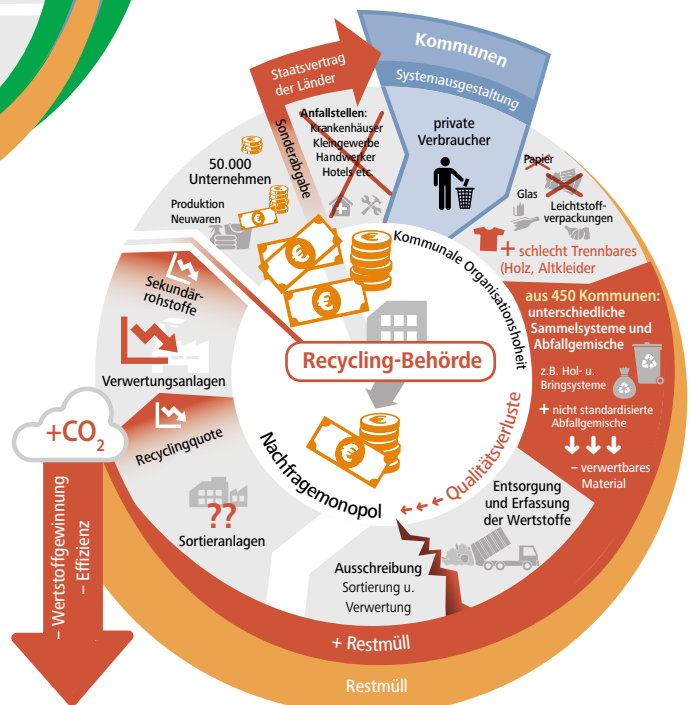 Kommunen
Systemausgestaltung
private
Verbraucher
Staatsvertrag
der Länder
Sonderabgabe
Anfallstellen:
Krankenhäuser
Kleingewerbe
Handwerker
Hotels etc.
50.000
Unternehmen
Produktion
Neuwaren
Papier
Glas
Leichtstoff-
verpackungen
+ schlecht Trennbares
(Holz, Altkleider
Kommunale Organisationshoheit
aus 450 Kommunen:
unterschiedliche
Sammelsysteme und
Abfallgemische
z.B. Hol- u.
Bringsysteme
+ nicht standardisierte
Abfallgemische
– verwertbares
Material
Recycling-Behörde
Qualitätsverluste
Nachfragemonopol
Entsorgung
und Erfassung
der Wertstoffe
Ausschreibung
Sortierung u.
Verwertung
Sekundär-
rohstoffe
Verwertungsanlagen
Recyclingquote
??
Sortieranlagen
+CO₂
– Wertstoffgewinnung
– Effizienz
+ Restmüll
Restmüll